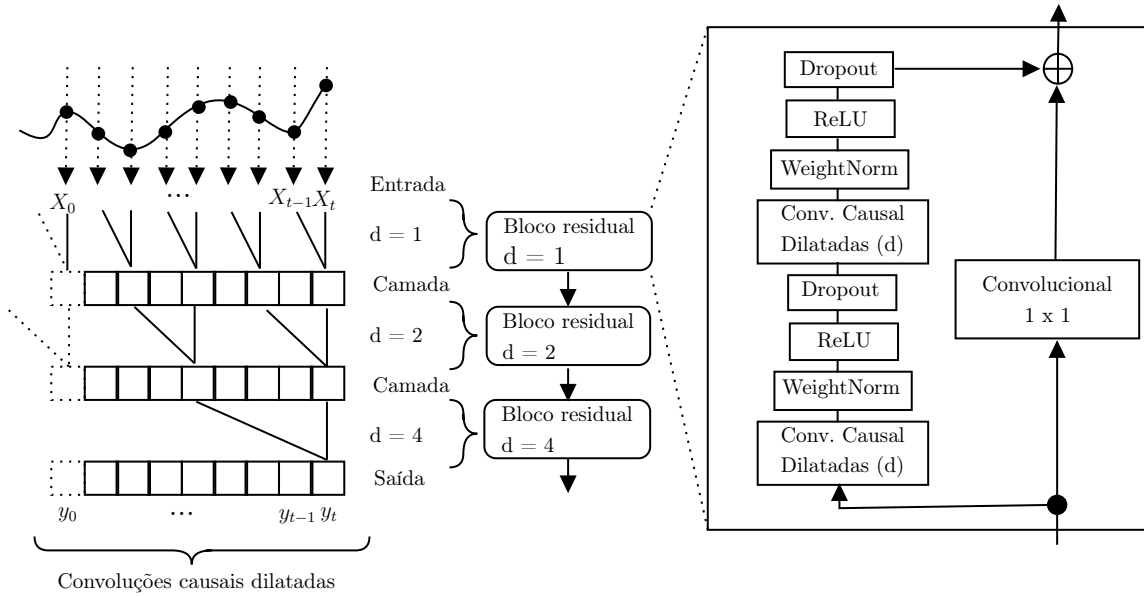 X_0
...
X_{t-1}X_t
Entrada
d = 1
Camada
d = 2
Camada
d = 4
Saída
y_0
...
y_{t-1} y_t
Convoluções causais dilatadas
Bloco residual
d = 1
Bloco residual
d = 2
Bloco residual
d = 4
Dropout
ReLU
WeightNorm
Conv. Causal
Dilatadas (d)
Dropout
ReLU
WeightNorm
Conv. Causal
Dilatadas (d)
Convolucional
1 x 1